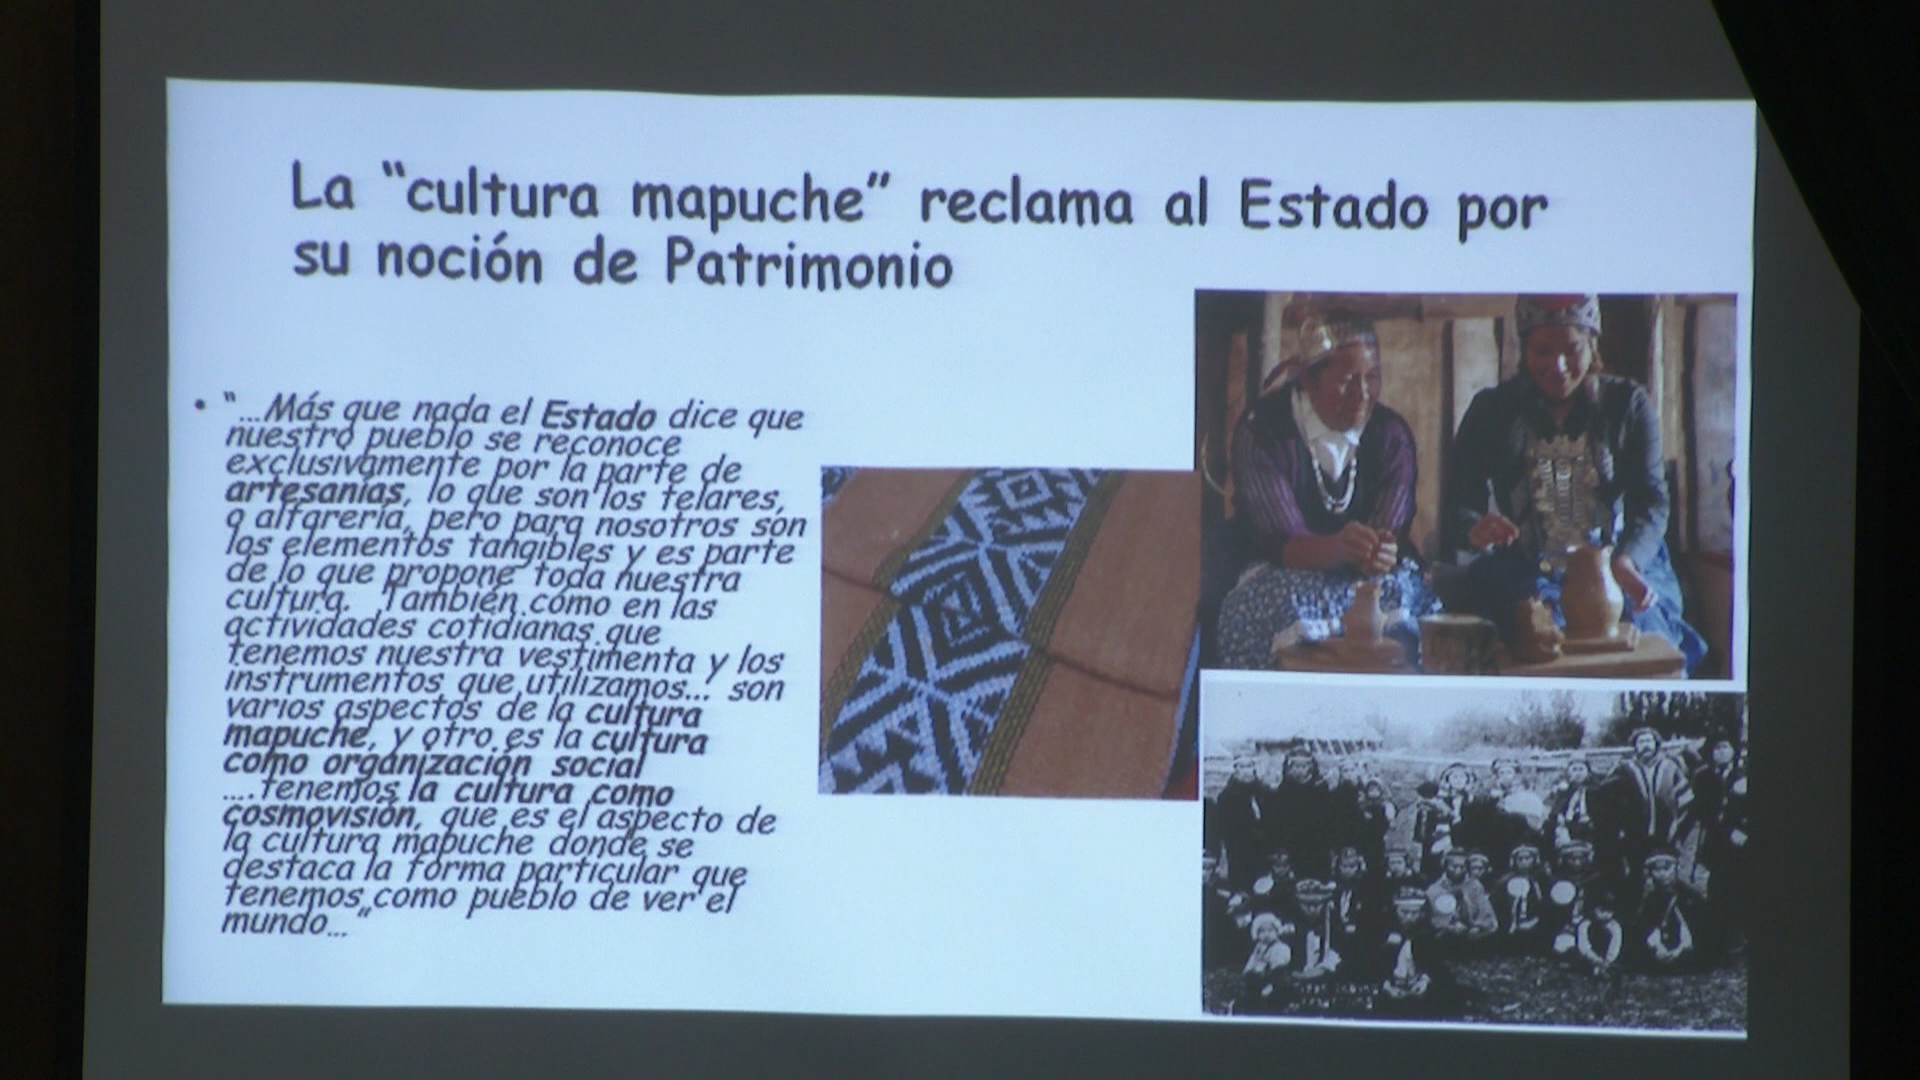 La "cultura mapuche" reclama al Estado por
su noción de Patrimonio
• "...Más que nada el Estado dice que
nuestro pueblo se reconoce
exclusivamente por la parte de
artesanías, lo que son los telares,
o alfarería, pero para nosotros son
los elementos tangibles y es parte
de lo que propone toda nuestra
cultura. También como en las
actividades cotidianas que
tenemos nuestra vestimenta y los
instrumentos que utilizamos... son
varios aspectos de la cultura
mapuche, y otro es la cultura
como organización social
....Tenemos la cultura como
cosmovisión, que es el aspecto de
la cultura mapuche donde se
destaca la forma particular que
tenemos como pueblo de ver el
mundo..."